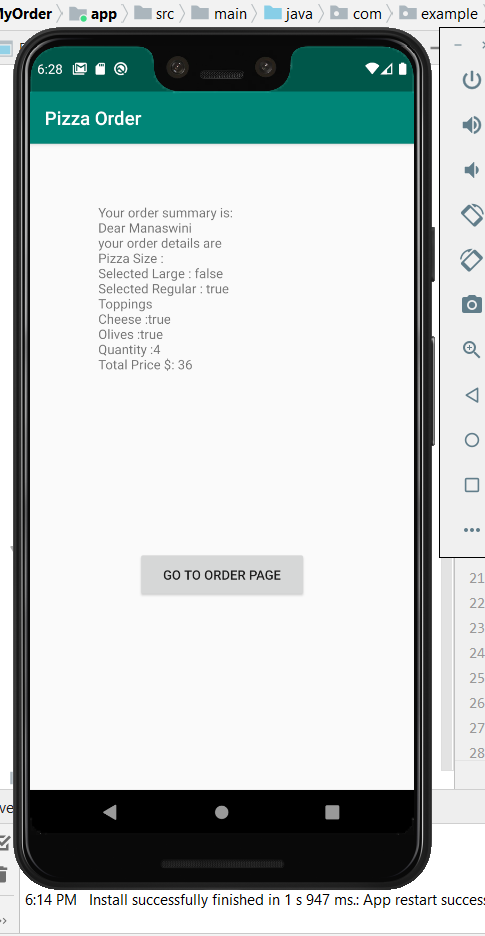 MyOrder app src main java com example
6:28
Pizza Order
Your order summary is:
Dear Manaswini
your order details are
Pizza Size :
Selected Large : false
Selected Regular : true
Toppings
Cheese :true
Olives :true
Quantity :4
Total Price $: 36
GO TO ORDER PAGE
21
22
23
24
25
26
27
28
6:14 PM Install successfully finished in 1 s 947 ms.: App restart success